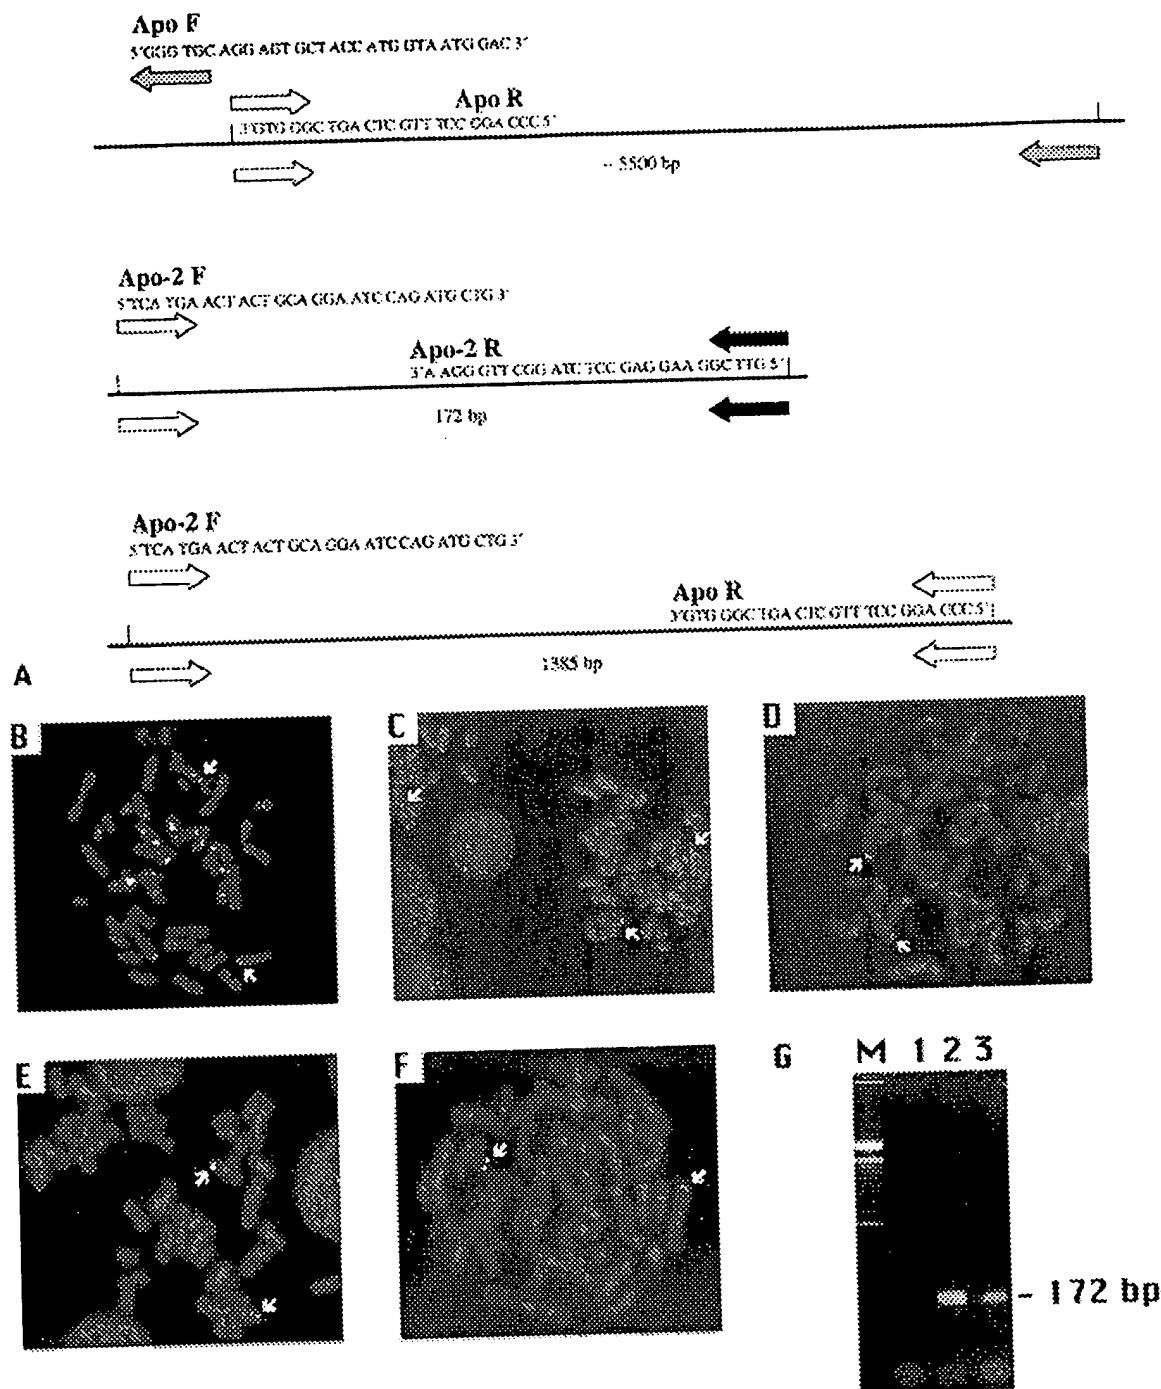 Apo F
5'GGG TGC AGG AGT GCT ACC ATG GTA ATG GAC 3'
Apo R
3'GTG GGC TGA CTC GTT TCC GGA CCC 5'
~ 5500 bp
Apo-2 F
5'TCA TGA ACT ACT GCA GGA ATC CAG ATG CTG 3'
Apo-2 R
3'A AGG GTT CGG ATC TCC GAG GAA GGC TTG 5'
172 bp
Apo-2 F
5'TCA TGA ACT ACT GCA GGA ATC CAG ATG CTG 3'
Apo R
3'GTG GGC TGA CTC GTT TCC GGA CCC 5'
1385 bp
A
B
C
D
E
F
G
M 1 2 3
- 172 bp